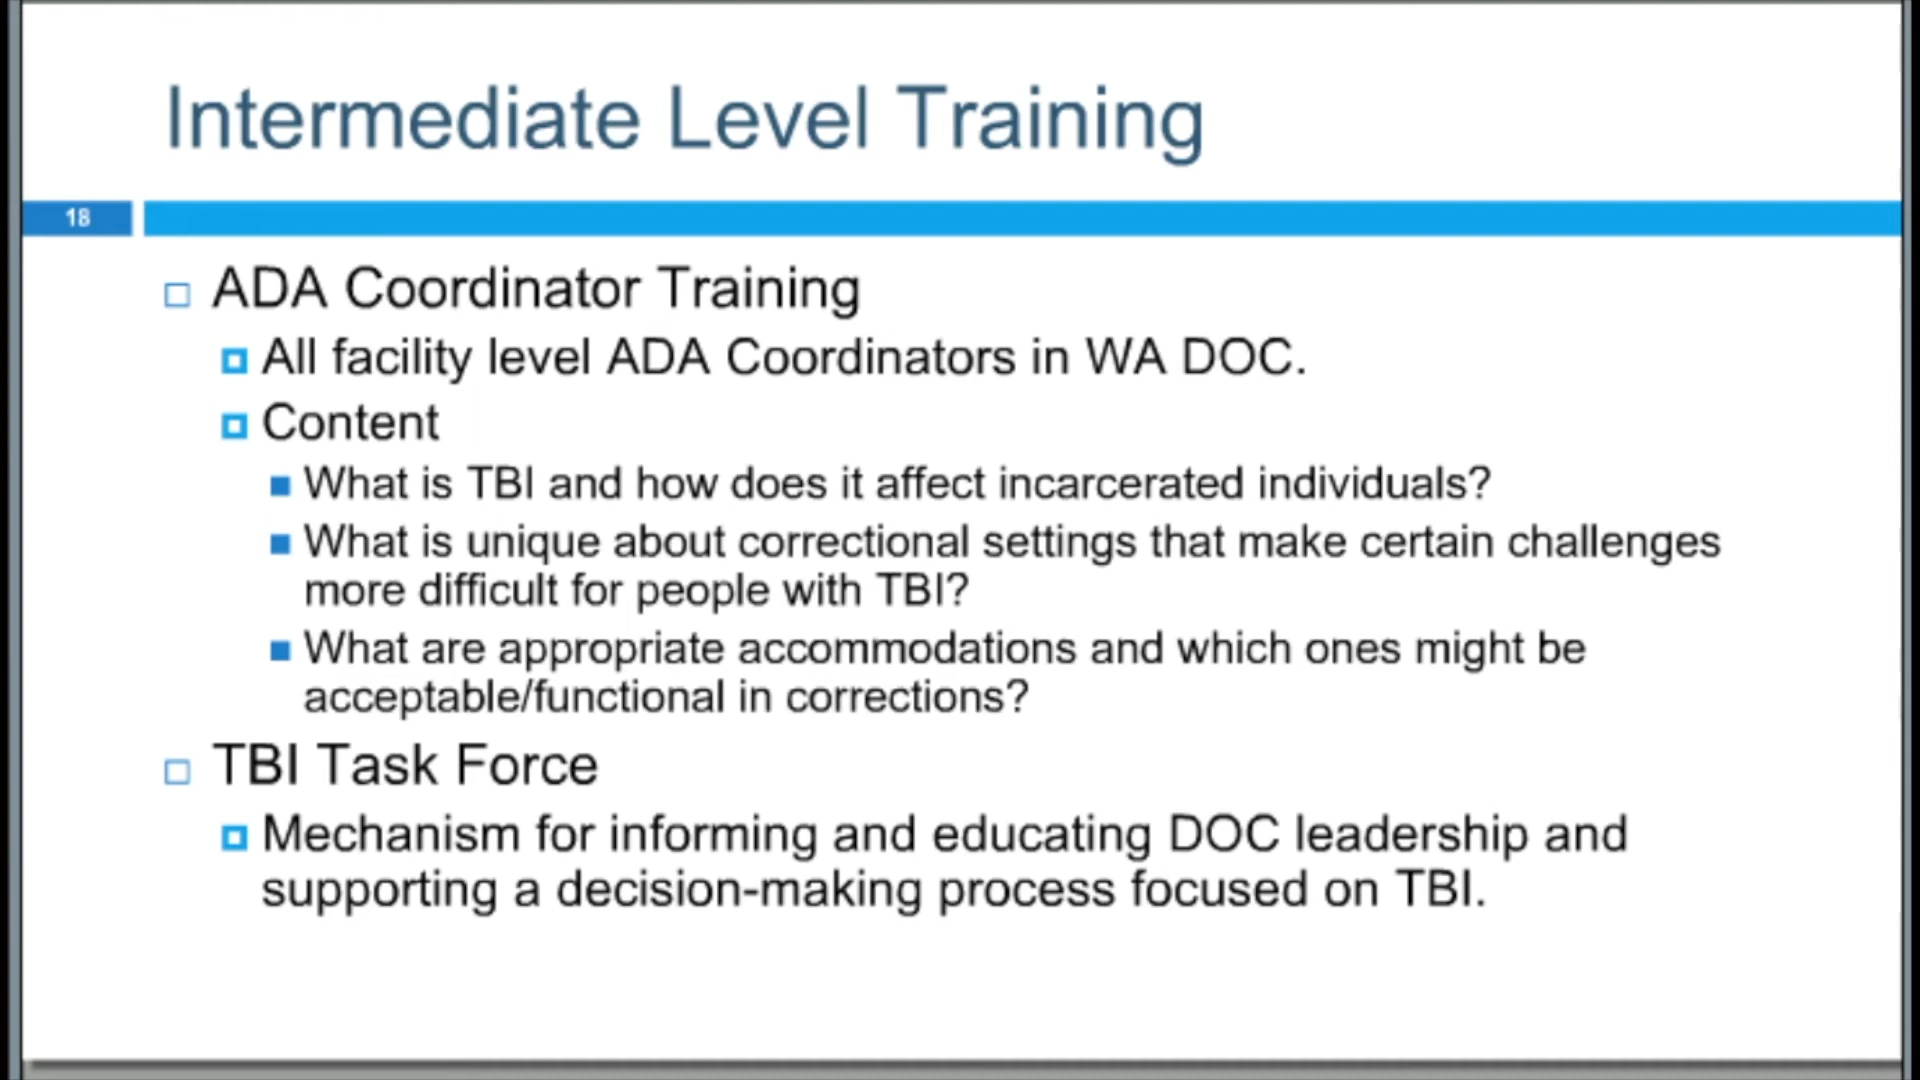 Intermediate Level Training
18
ADA Coordinator Training
All facility level ADA Coordinators in WA DOC.
Content
What is TBI and how does it affect incarcerated individuals?
What is unique about correctional settings that make certain challenges
more difficult for people with TBI?
What are appropriate accommodations and which ones might be
acceptable/functional in corrections?
TBI Task Force
Mechanism for informing and educating DOC leadership and
supporting a decision-making process focused on TBI.